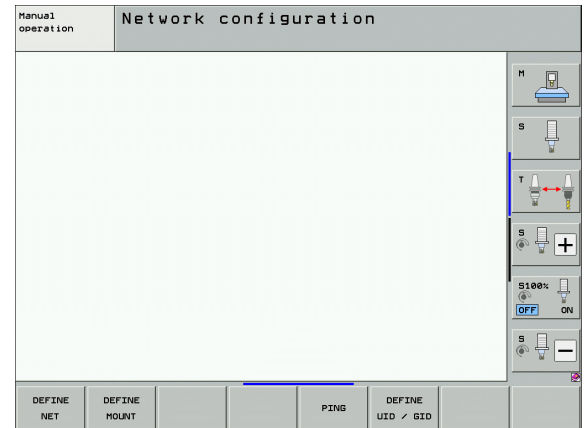 Manual
operation
Network configuration
M
S
T
S
S100%
OFF ON
S
DEFINE
NET
DEFINE
MOUNT
PING
DEFINE
UID / GID